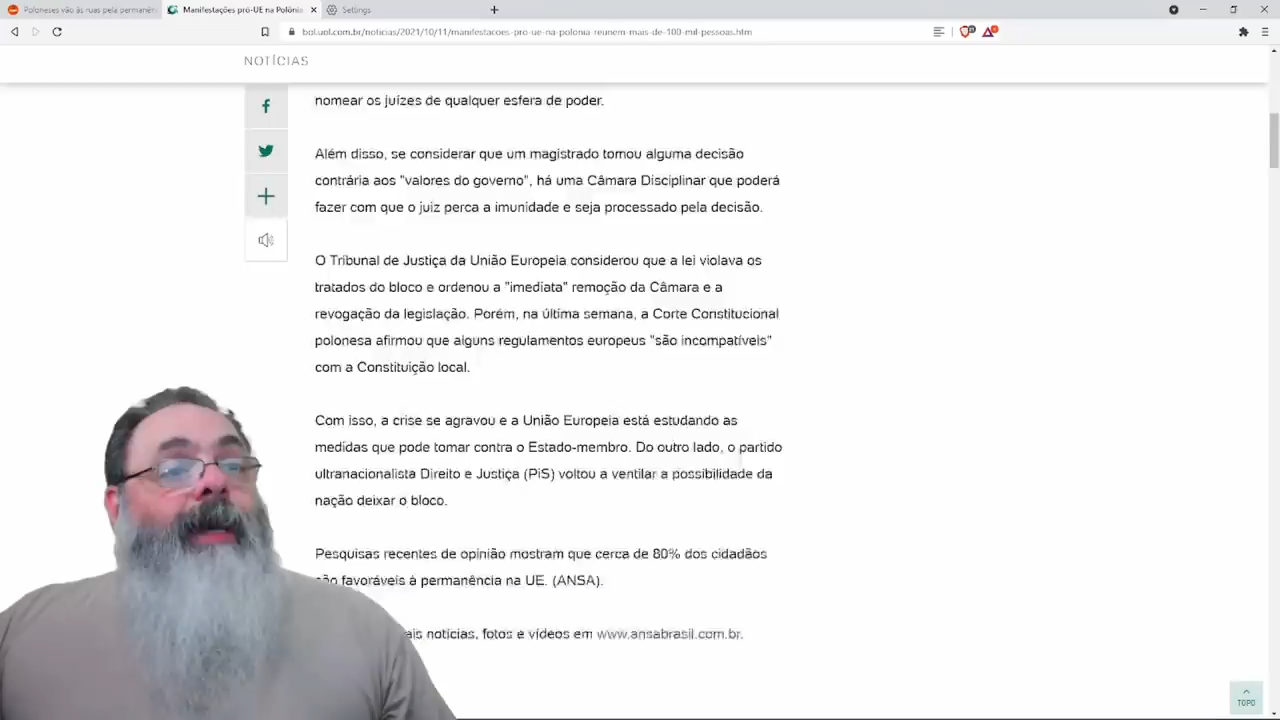 Poloneses vão às ruas pela permanên
Manifestações pró-UE na Polônia
Settings
bol.uol.com.br/noticias/2021/10/11/manifestacoes-pro-ue-na-polonia-reunem-mais-de-100-mil-pessoas.htm
NOTÍCIAS
nomear os juízes de qualquer esfera de poder.
Além disso, se considerar que um magistrado tomou alguma decisão
contrária aos "valores do governo", há uma Câmara Disciplinar que poderá
fazer com que o juiz perca a imunidade e seja processado pela decisão.
O Tribunal de Justiça da União Europeia considerou que a lei violava os
tratados do bloco e ordenou a "imediata" remoção da Câmara e a
revogação da legislação. Porém, na última semana, a Corte Constitucional
polonesa afirmou que alguns regulamentos europeus "são incompatíveis"
com a Constituição local.
Com isso, a crise se agravou e a União Europeia está estudando as
medidas que pode tomar contra o Estado-membro. Do outro lado, o partido
ultranacionalista Direito e Justiça (PiS) voltou a ventilar a possibilidade da
nação deixar o bloco.
Pesquisas recentes de opinião mostram que cerca de 80% dos cidadãos
são favoráveis à permanência na UE. (ANSA).
notícias, fotos e vídeos em www.ansabrasil.com.br.
TOPO